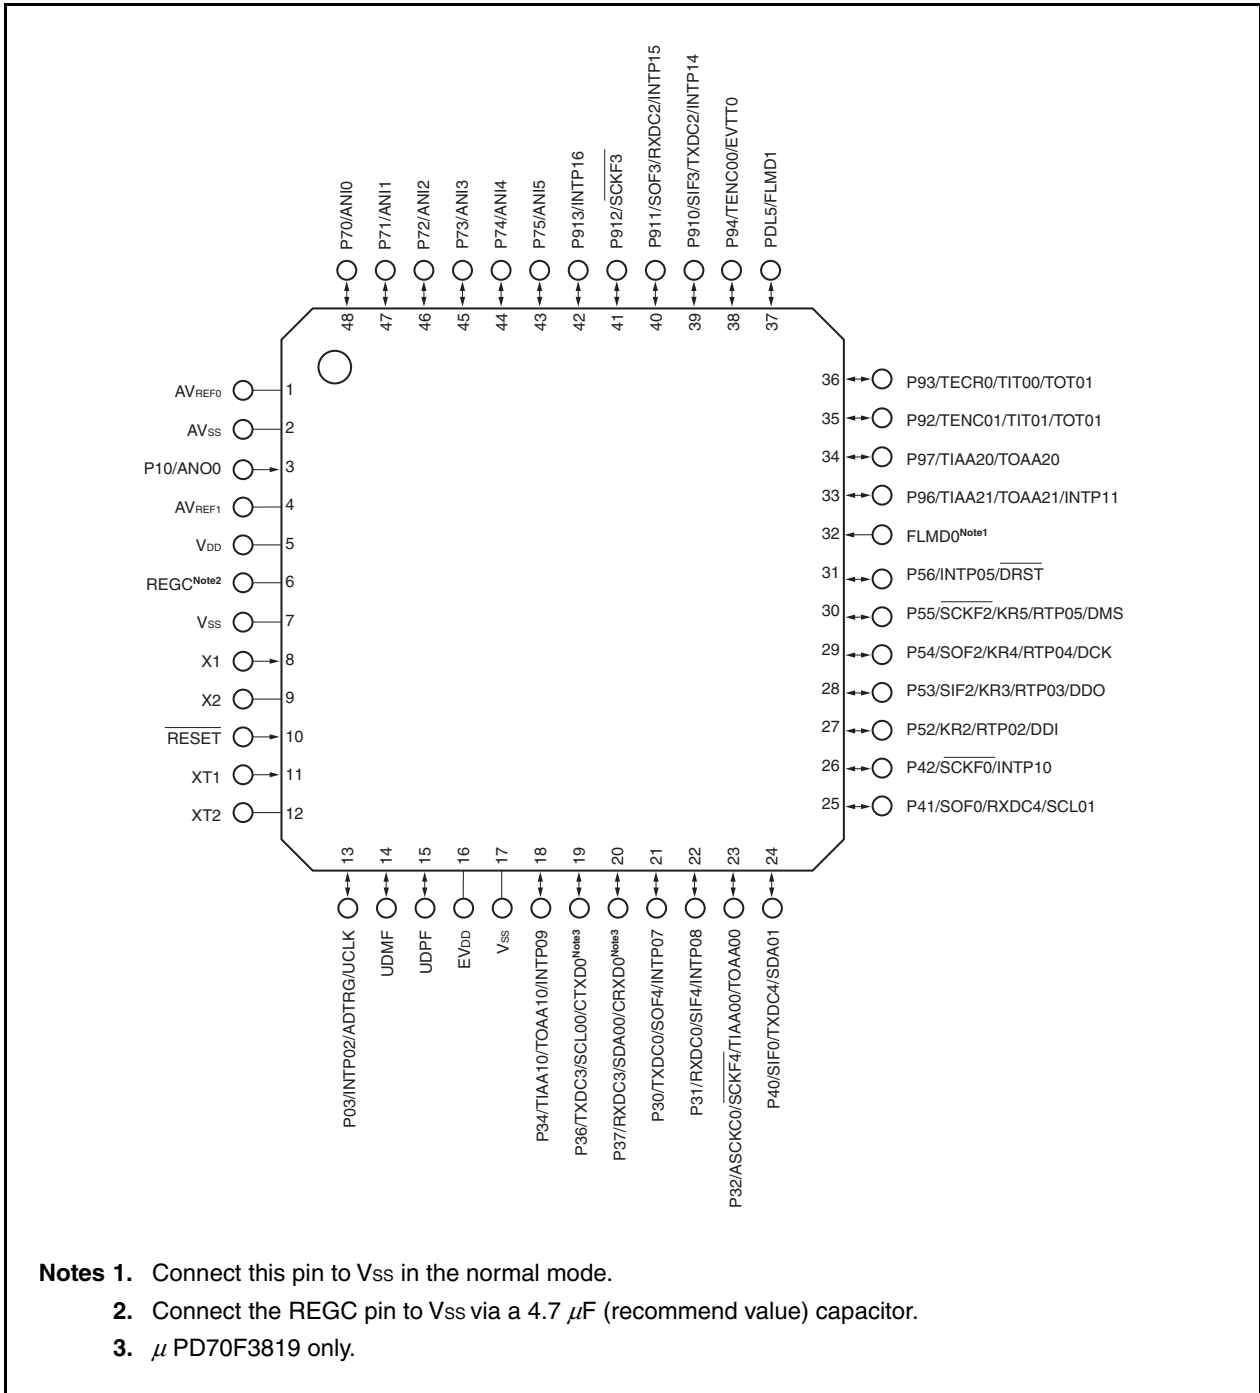 P70/ANI0
P71/ANI1
P72/ANI2
P73/ANI3
P74/ANI4
P75/ANI5
P913/INTP16
P912/SCKF3
P911/SOF3/RXDC2/INTP15
P910/SIF3/TXDC2/INTP14
P94/TENC00/EVTT0
PDL5/FLMD1
48
47
46
45
44
43
42
41
40
39
38
37
AVREF0 1
AVSS 2
P10/ANO0 3
AVREF1 4
VDD 5
REGCNote2 6
VSS 7
X1 8
X2 9
RESET 10
XT1 11
XT2 12
36 P93/TECR0/TIT00/TOT01
35 P92/TENC01/TIT01/TOT01
34 P97/TIAA20/TOAA20
33 P96/TIAA21/TOAA21/INTP11
32 FLMD0Note1
31 P56/INTP05/DRST
30 P55/SCKF2/KR5/RTP05/DMS
29 P54/SOF2/KR4/RTP04/DCK
28 P53/SIF2/KR3/RTP03/DDO
27 P52/KR2/RTP02/DDI
26 P42/SCKF0/INTP10
25 P41/SOF0/RXDC4/SCL01
13
14
15
16
17
18
19
20
21
22
23
24
P03/INTP02/ADTRG/UCLK
UDMF
UDPF
EVDD
VSS
P34/TIAA10/TOAA10/INTP09
P36/TXDC3/SCL00/CTXD0Note3
P37/RXDC3/SDA00/CRXD0Note3
P30/TXDC0/SOF4/INTP07
P31/RXDC0/SIF4/INTP08
P32/ASCKC0/SCKF4/TIAA00/TOAA00
P40/SIF0/TXDC4/SDA01
Notes 1. Connect this pin to VSS in the normal mode.
2. Connect the REGC pin to VSS via a 4.7 μF (recommend value) capacitor.
3. μ PD70F3819 only.